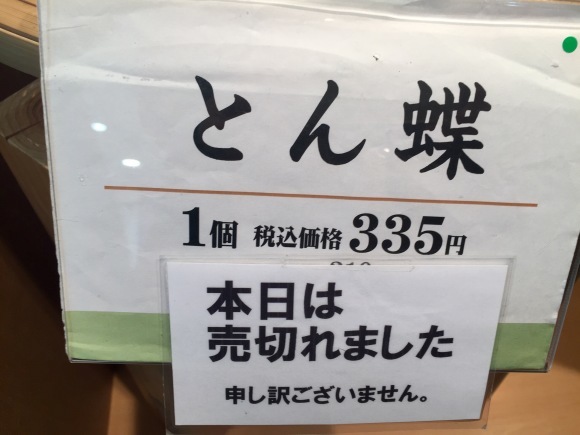 とん蝶
1個 税込価格 335円
本日は
売切れました
申し訳ございません。